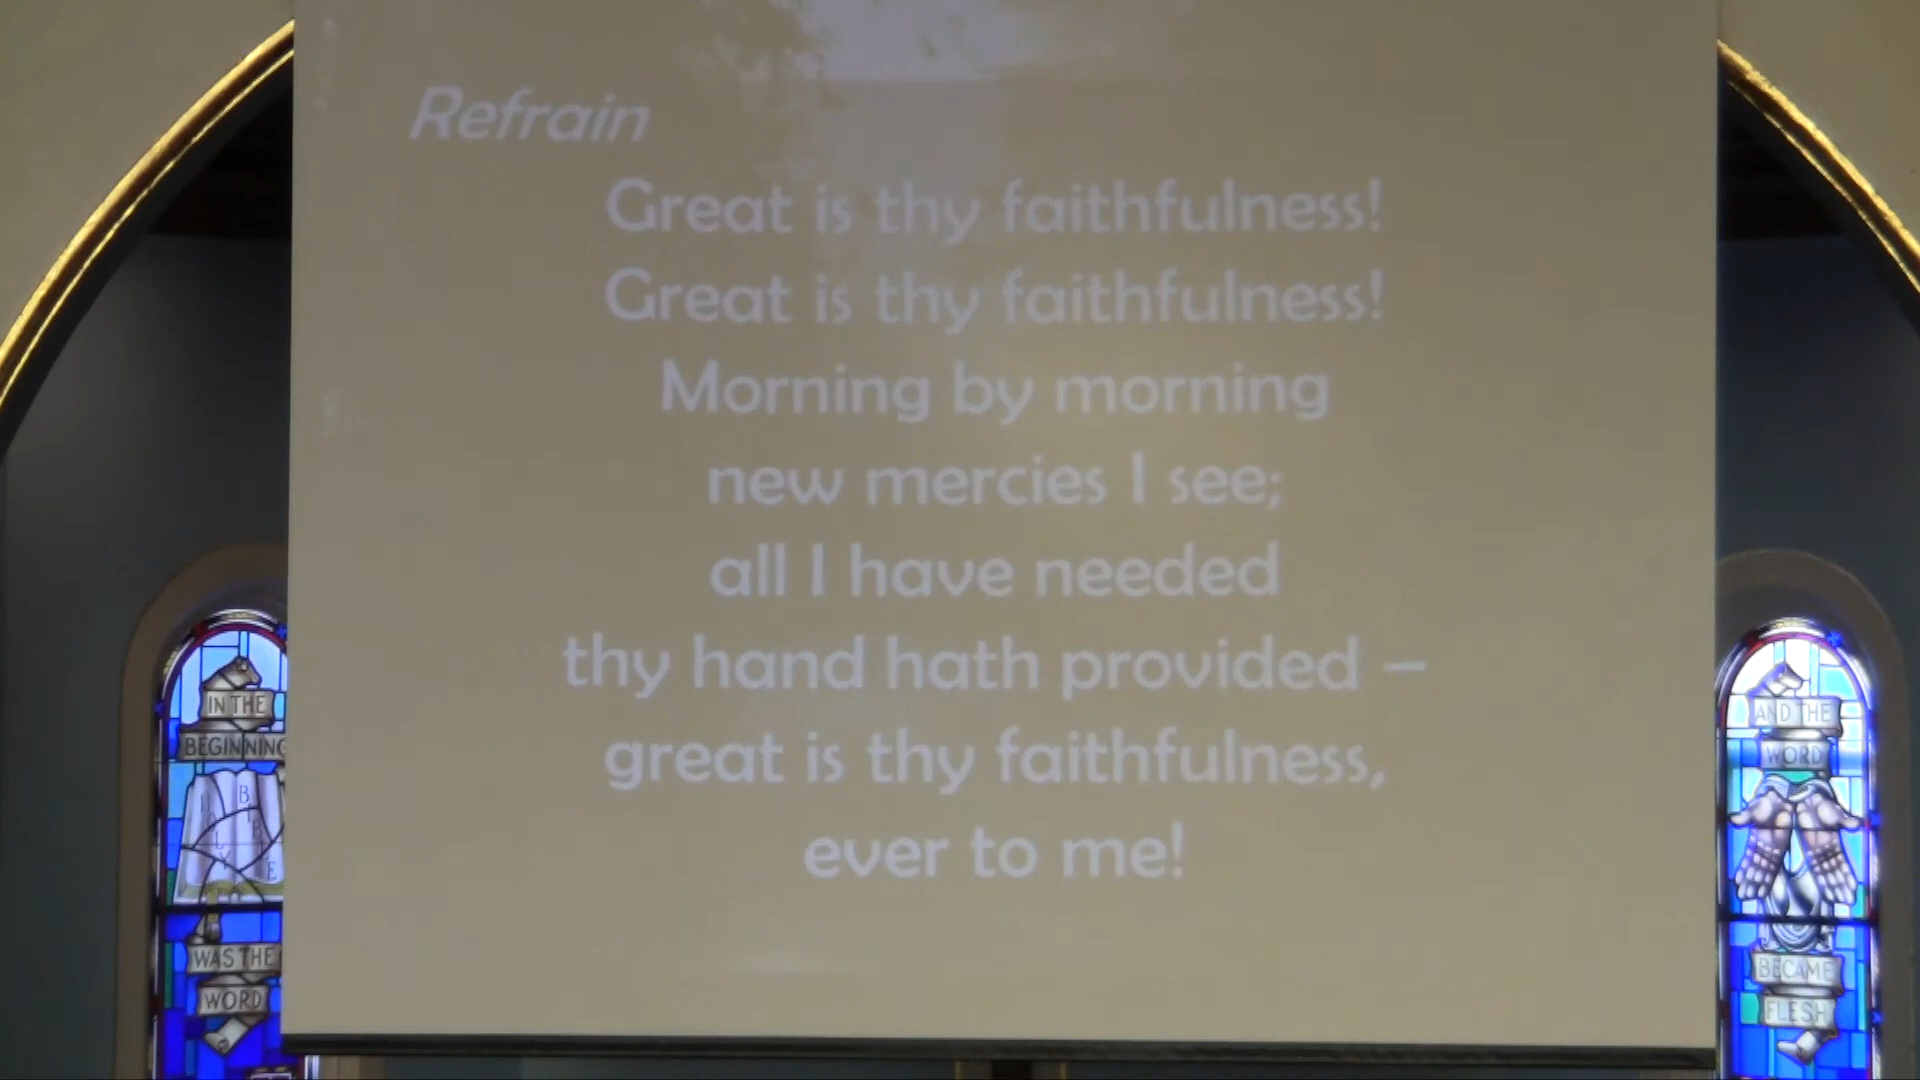 Refrain
Great is thy faithfulness!
Great is thy faithfulness!
Morning by morning
new mercies I see;
all I have needed
thy hand hath provided –
great is thy faithfulness,
ever to me!
IN THE
BEGINNING
BIBLE
WAS THE
WORD
AND THE
WORD
BECAME
FLESH